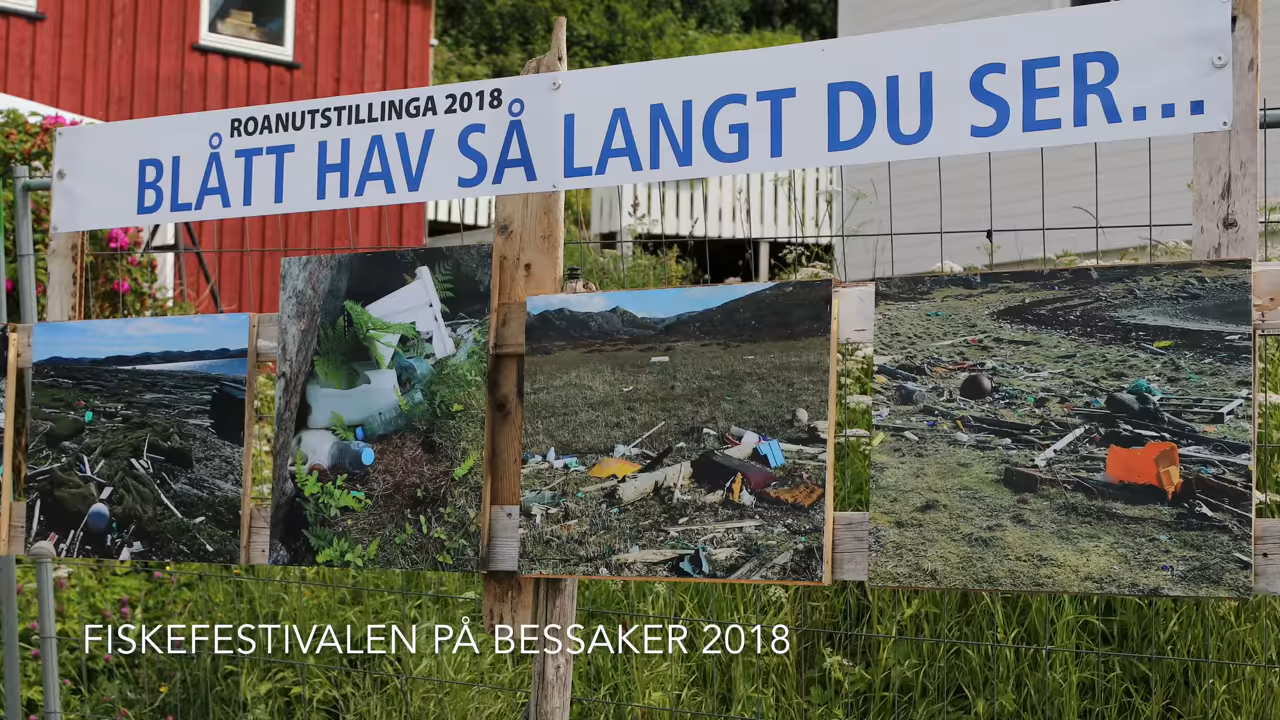 ROANUTSTILLINGA 2018
BLÅTT HAV SÅ LANGT DU SER...
FISKEFESTIVALEN PÅ BESSAKER 2018